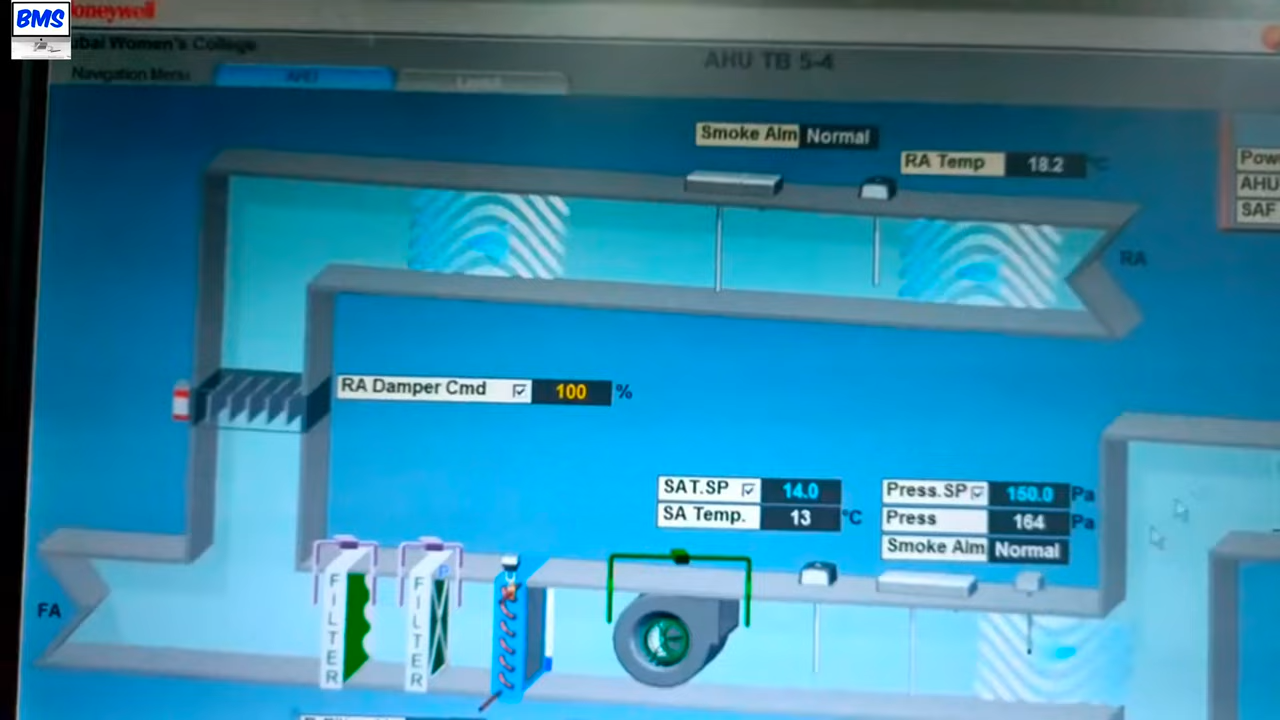 BMS
oneywell
ubai Women's College
AHU TB 5-4
Navigation Menu
AHU
Smoke Alm Normal
RA Temp 18.2 °C
Pow
AHU
SAF
RA
RA Damper Cmd 100 %
SAT.SP 14.0
SA Temp. 13 °C
Press.SP 150.0 Pa
Press 164 Pa
Smoke Alm Normal
FA
FILTER
FILTER